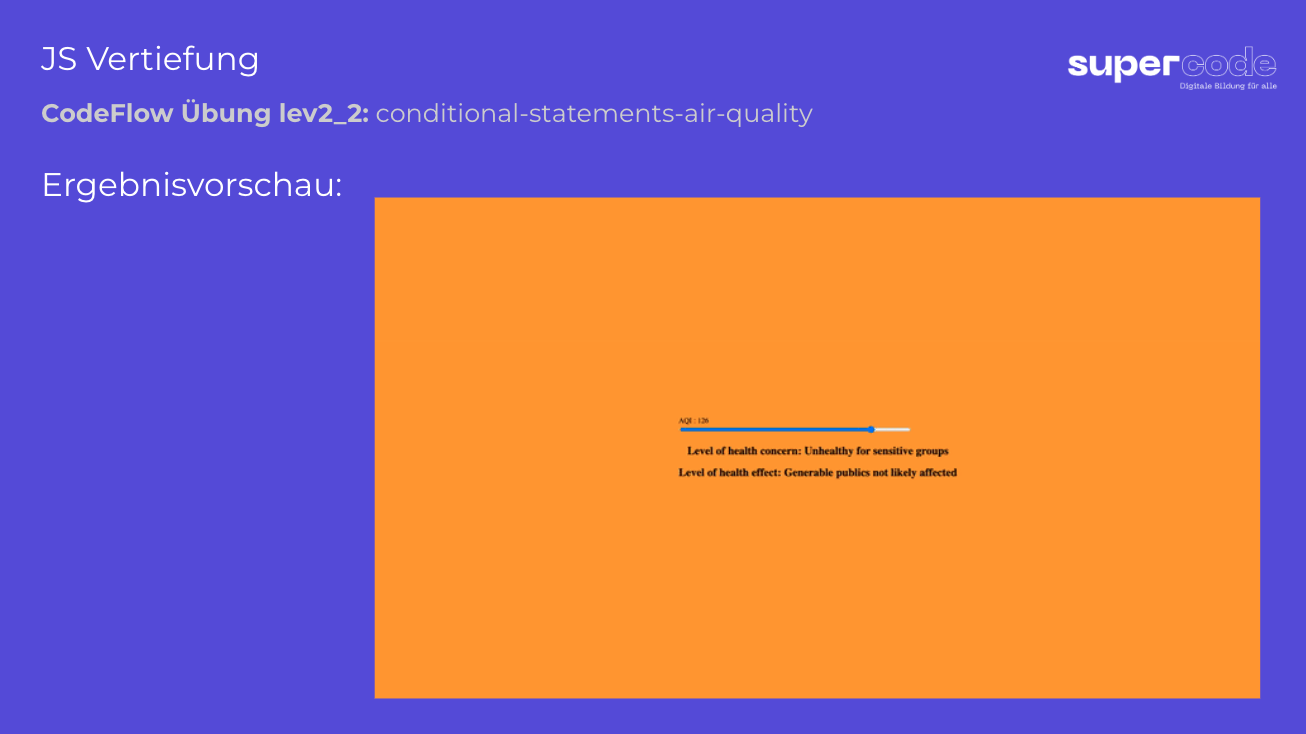 JS Vertiefung
supercode
Digitale Bildung für alle
CodeFlow Übung lev2_2: conditional-statements-air-quality
Ergebnisvorschau:
AQI : 126
Level of health concern: Unhealthy for sensitive groups
Level of health effect: Generable publics not likely affected